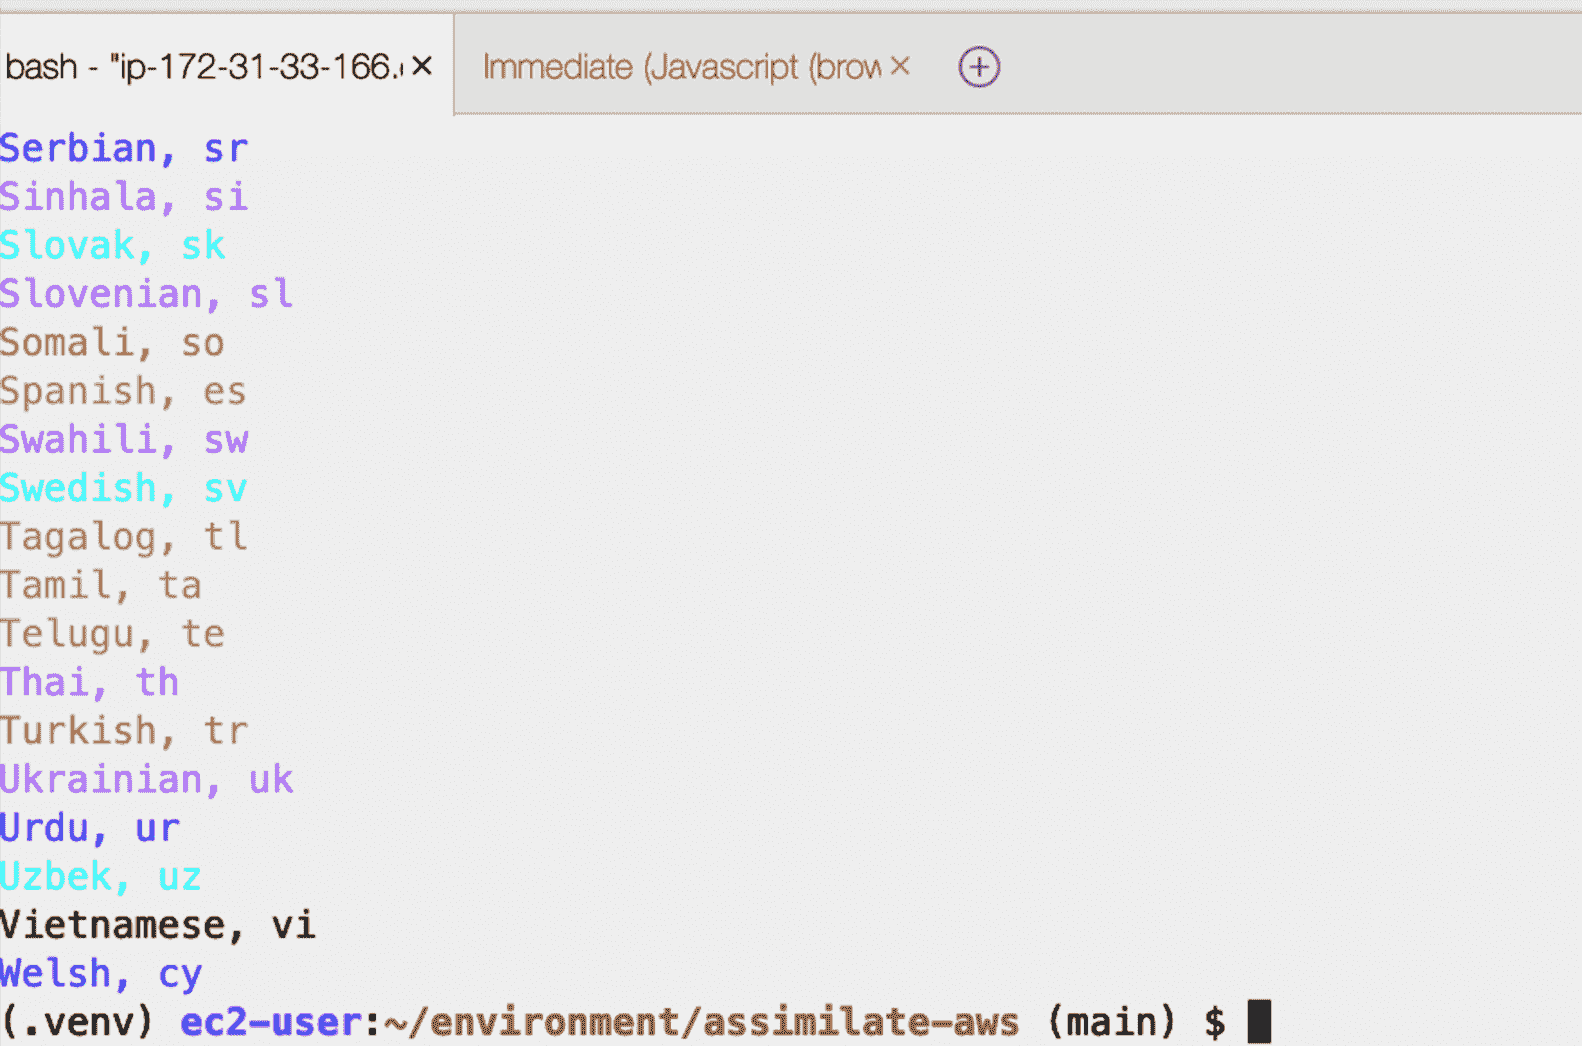 bash - "ip-172-31-33-166.
Immediate (Javascript (brow
Serbian, sr
Sinhala, si
Slovak, sk
Slovenian, sl
Somali, so
Spanish, es
Swahili, sw
Swedish, sv
Tagalog, tl
Tamil, ta
Telugu, te
Thai, th
Turkish, tr
Ukrainian, uk
Urdu, ur
Uzbek, uz
Vietnamese, vi
Welsh, cy
(.venv) ec2-user:~/environment/assimilate-aws (main) $